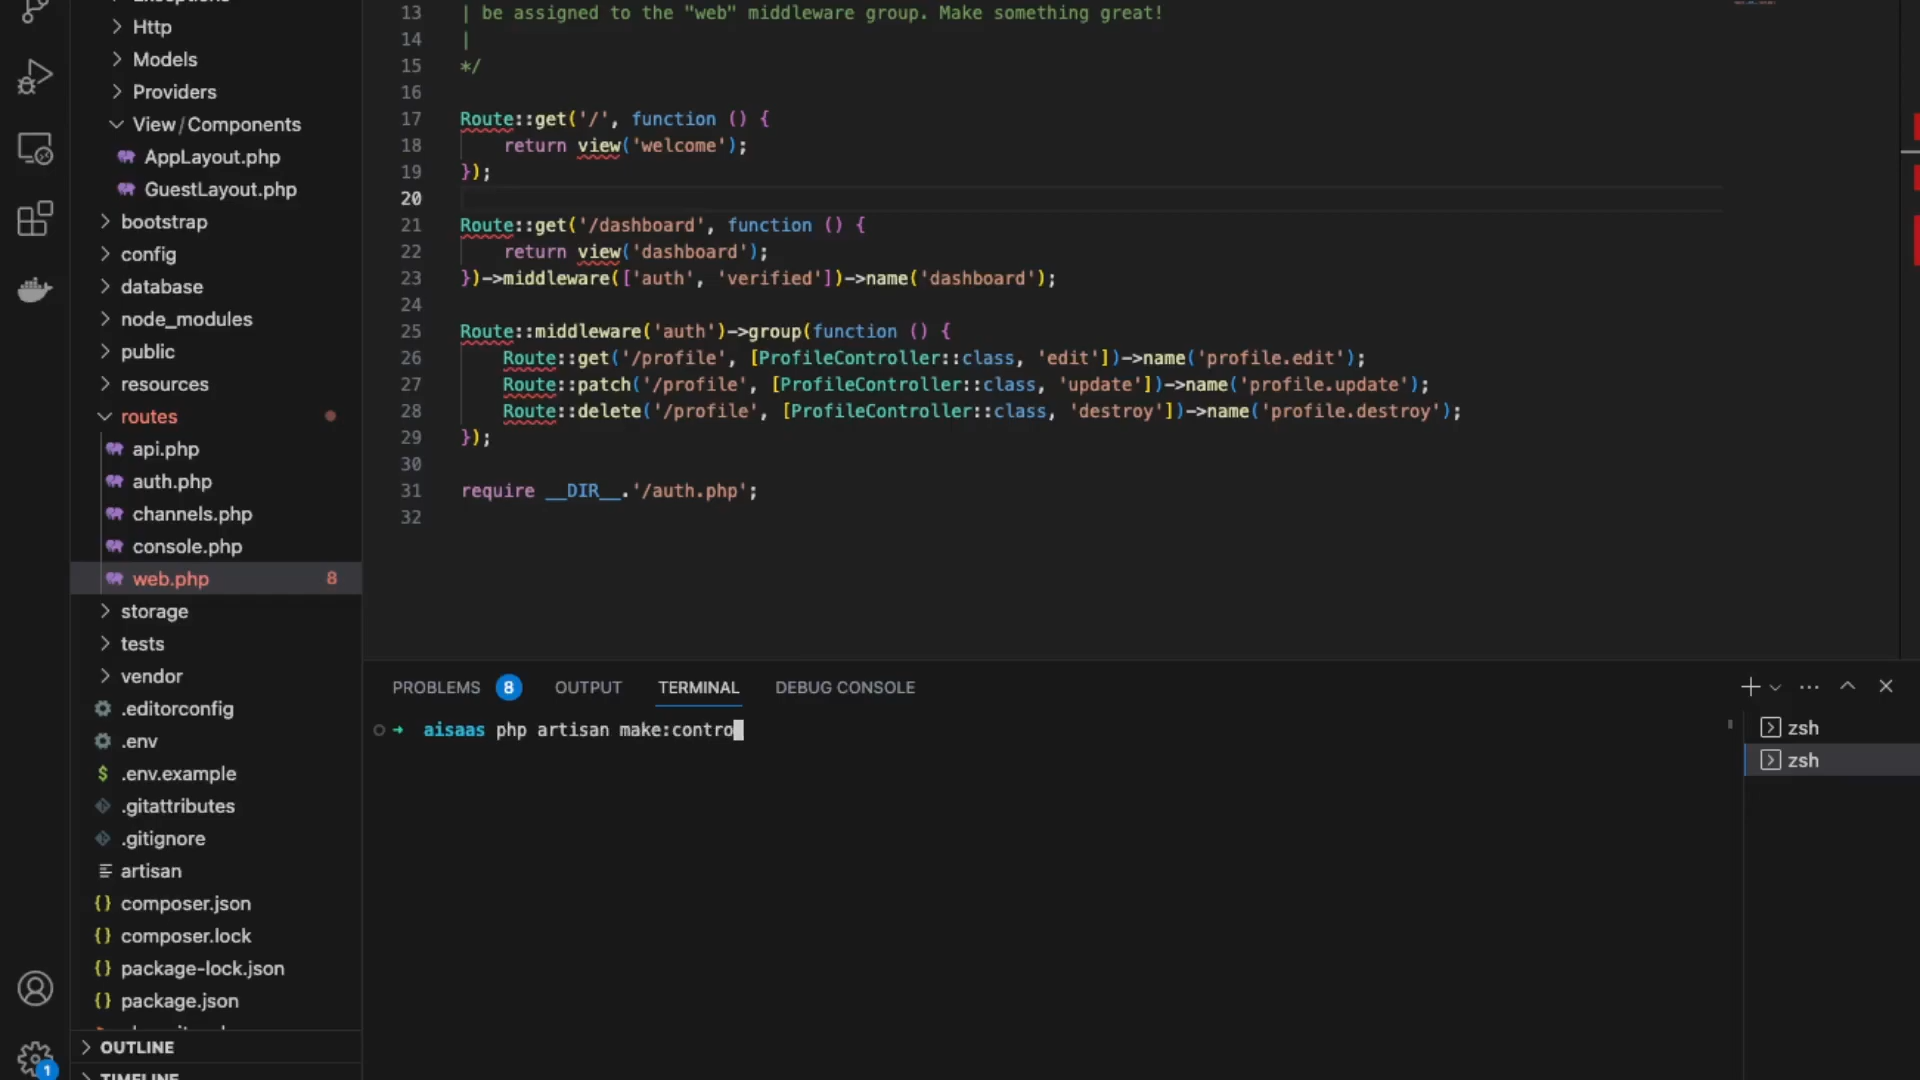 Http
Models
Providers
View/Components
AppLayout.php
GuestLayout.php
bootstrap
config
database
node_modules
public
resources
routes
api.php
auth.php
channels.php
console.php
web.php 8
storage
tests
vendor
.editorconfig
.env
$ .env.example
.gitattributes
.gitignore
artisan
{} composer.json
{} composer.lock
{} package-lock.json
{} package.json
OUTLINE
TIMELINE
1
13 | be assigned to the "web" middleware group. Make something great!
14 |
15 */
16
17 Route::get('/', function () {
18     return view('welcome');
19 });
20
21 Route::get('/dashboard', function () {
22     return view('dashboard');
23 })->middleware(['auth', 'verified'])->name('dashboard');
24
25 Route::middleware('auth')->group(function () {
26     Route::get('/profile', [ProfileController::class, 'edit'])->name('profile.edit');
27     Route::patch('/profile', [ProfileController::class, 'update'])->name('profile.update');
28     Route::delete('/profile', [ProfileController::class, 'destroy'])->name('profile.destroy');
29 });
30
31 require __DIR__.'/auth.php';
32
PROBLEMS 8 OUTPUT TERMINAL DEBUG CONSOLE
➜ aisaas php artisan make:contro
zsh
zsh